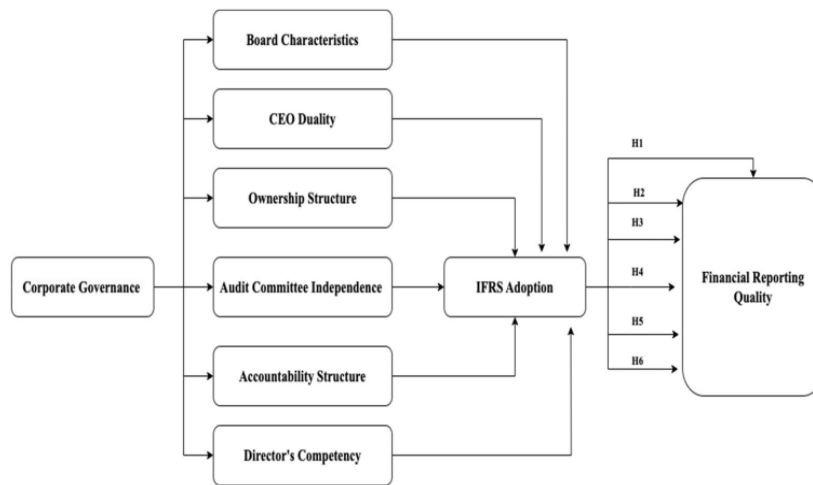 Board Characteristics
CEO Duality
Ownership Structure
Corporate Governance
Audit Committee Independence
IFRS Adoption
Accountability Structure
Director's Competency
H1
H2
H3
H4
H5
H6
Financial Reporting
Quality